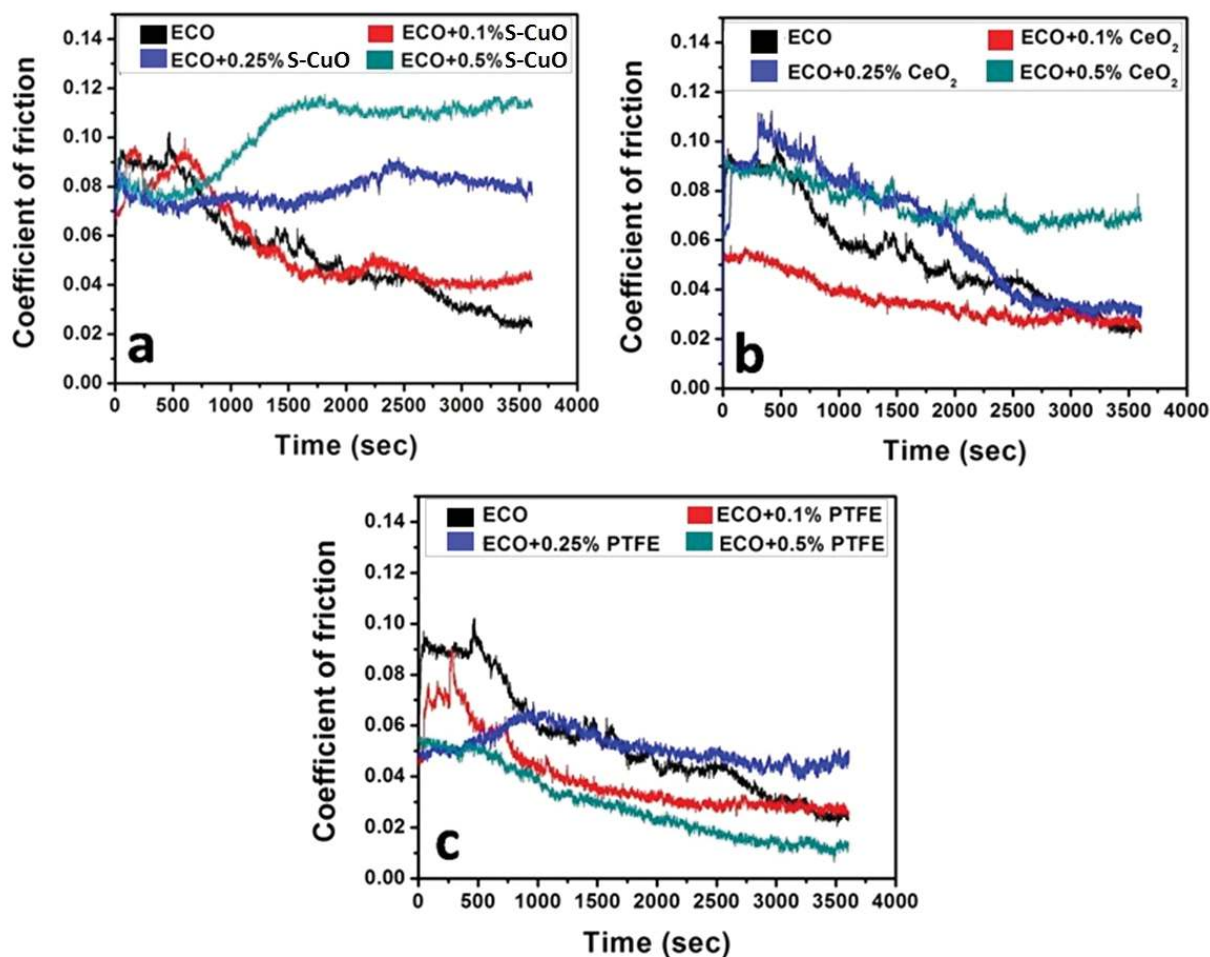 ECO ECO+0.1%S-CuO
ECO+0.25% S-CuO ECO+0.5%S-CuO
0.14
0.12
0.10
0.08
0.06
0.04
0.02
0.00
Coefficient of friction
a
0 500 1000 1500 2000 2500 3000 3500 4000
Time (sec)
ECO ECO+0.1% CeO₂
ECO+0.25% CeO₂ ECO+0.5% CeO₂
0.14
0.12
0.10
0.08
0.06
0.04
0.02
0.00
Coefficient of friction
b
0 500 1000 1500 2000 2500 3000 3500 4000
Time (sec)
ECO ECO+0.1% PTFE
ECO+0.25% PTFE ECO+0.5% PTFE
0.14
0.12
0.10
0.08
0.06
0.04
0.02
0.00
Coefficient of friction
c
0 500 1000 1500 2000 2500 3000 3500 4000
Time (sec)